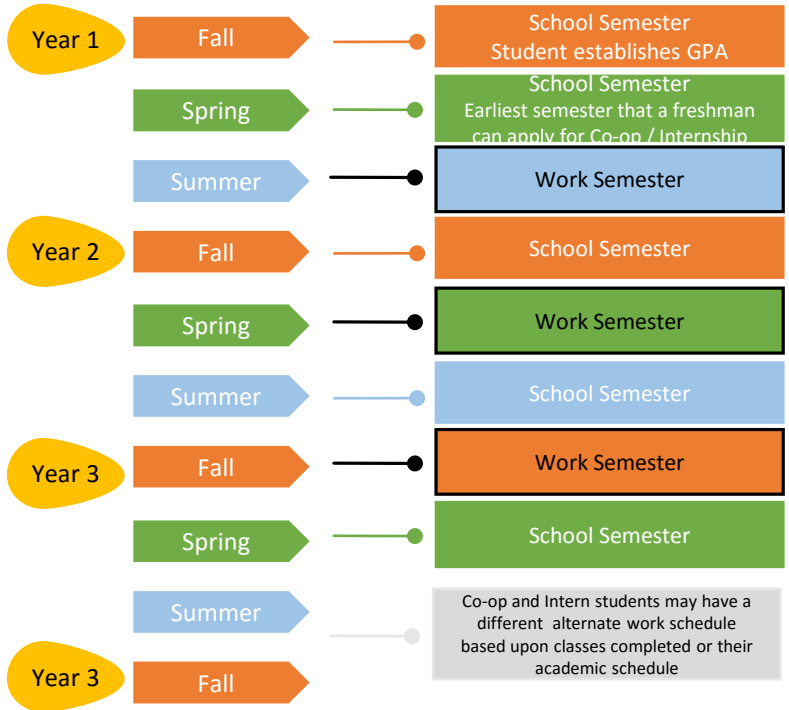 Year 1
Fall
School Semester
Student establishes GPA
Spring
School Semester
Earliest semester that a freshman
can apply for Co-op / Internship
Summer
Work Semester
Year 2
Fall
School Semester
Spring
Work Semester
Summer
School Semester
Year 3
Fall
Work Semester
Spring
School Semester
Summer
Co-op and Intern students may have a
different alternate work schedule
based upon classes completed or their
academic schedule
Year 3
Fall